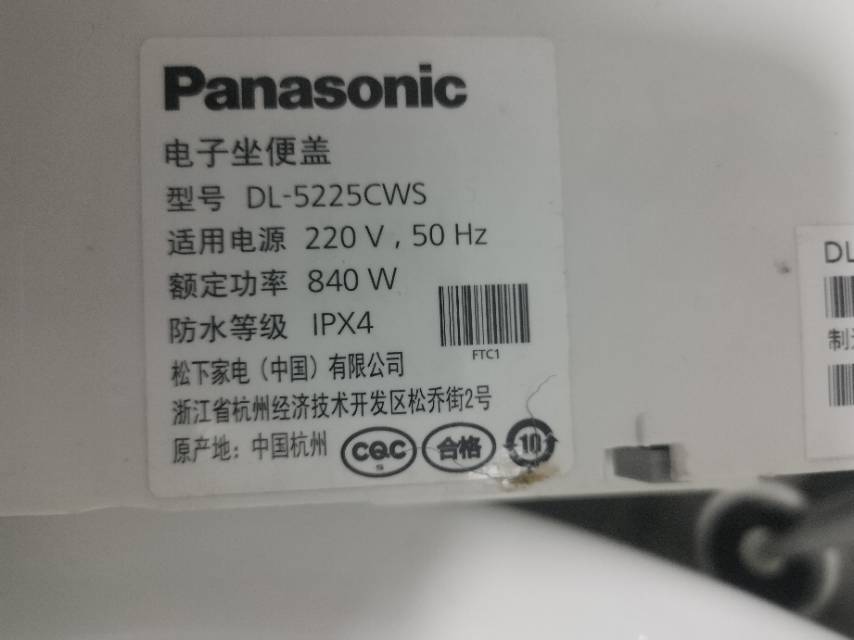 Panasonic
电子坐便盖
型号 DL-5225CWS
适用电源 220 V , 50 Hz
额定功率 840 W
防水等级 IPX4
FTC1
松下家电（中国）有限公司
浙江省杭州经济技术开发区松乔街2号
原产地：中国杭州
CQC
S
合格
10
DL
制造